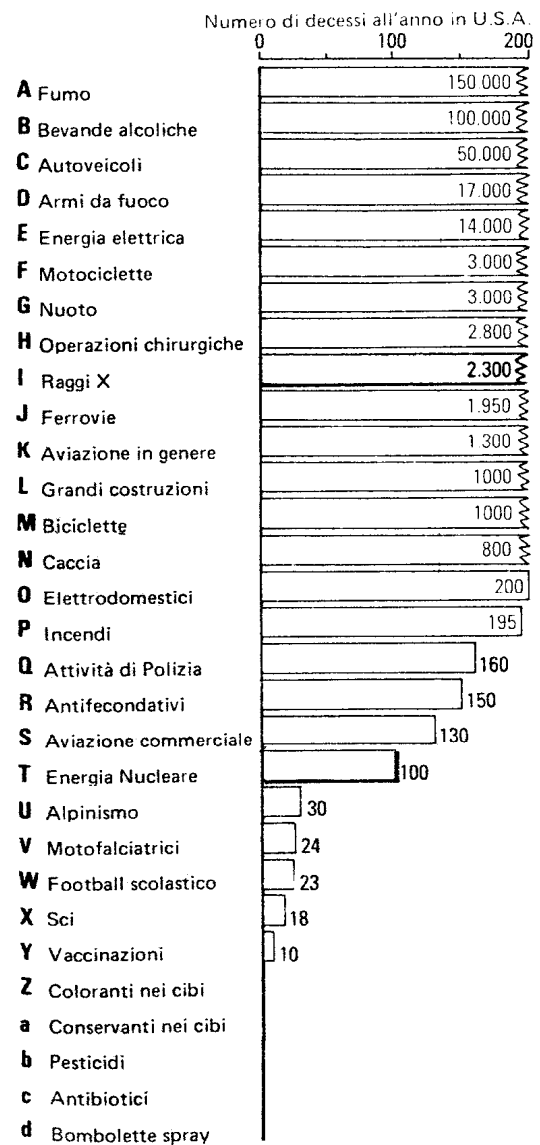 Numero di decessi all'anno in U.S.A.
0 100 200
A Fumo 150.000
B Bevande alcoliche 100.000
C Autoveicoli 50.000
D Armi da fuoco 17.000
E Energia elettrica 14.000
F Motociclette 3.000
G Nuoto 3.000
H Operazioni chirurgiche 2.800
I Raggi X 2.300
J Ferrovie 1.950
K Aviazione in genere 1.300
L Grandi costruzioni 1000
M Biciclette 1000
N Caccia 800
O Elettrodomestici 200
P Incendi 195
Q Attività di Polizia 160
R Antifecondativi 150
S Aviazione commerciale 130
T Energia Nucleare 100
U Alpinismo 30
V Motofalciatrici 24
W Football scolastico 23
X Sci 18
Y Vaccinazioni 10
Z Coloranti nei cibi
a Conservanti nei cibi
b Pesticidi
c Antibiotici
d Bombolette spray